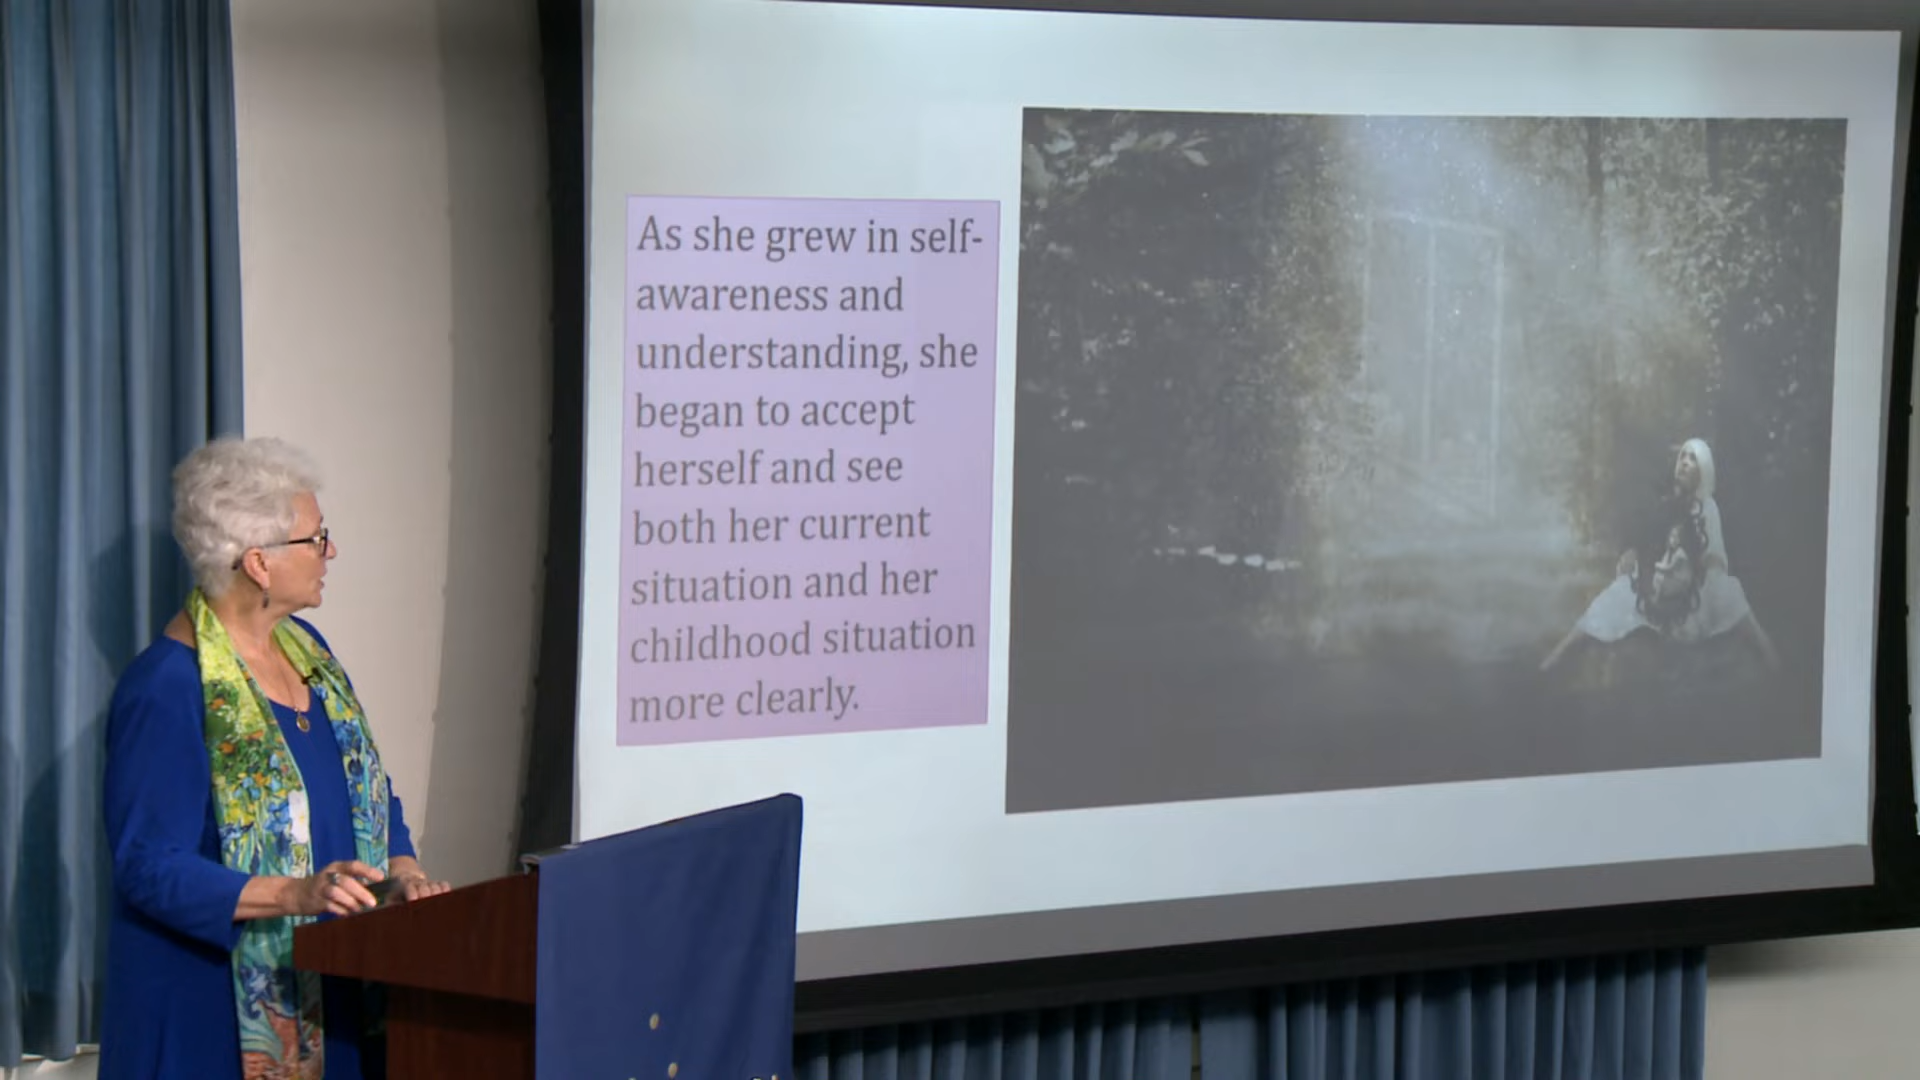 As she grew in self-
awareness and
understanding, she
began to accept
herself and see
both her current
situation and her
childhood situation
more clearly.